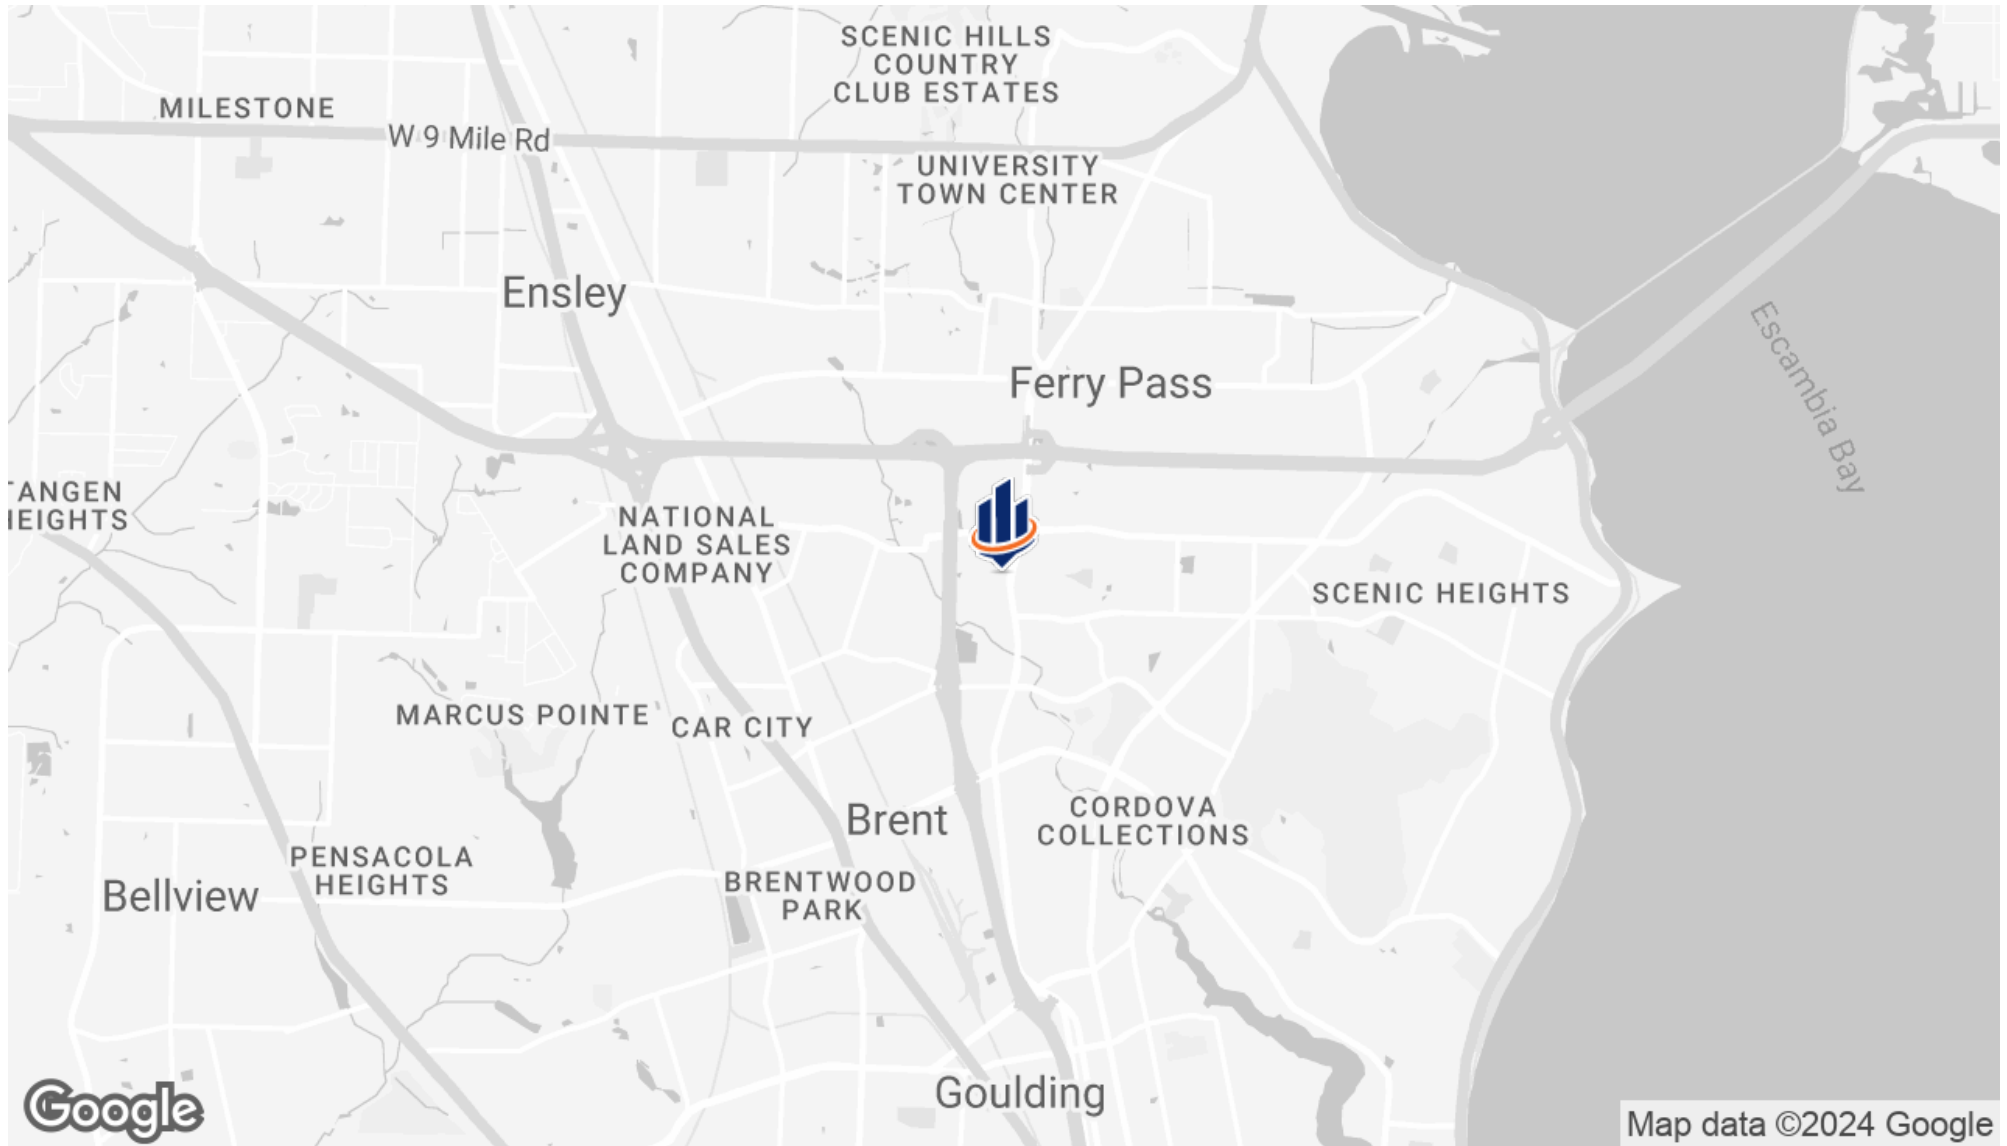 SCENIC HILLS
COUNTRY
CLUB ESTATES
MILESTONE
W 9 Mile Rd
UNIVERSITY
TOWN CENTER
Ensley
Escambia Bay
Ferry Pass
TANGEN
HEIGHTS
NATIONAL
LAND SALES
COMPANY
SCENIC HEIGHTS
MARCUS POINTE
CAR CITY
Brent
CORDOVA
COLLECTIONS
PENSACOLA
HEIGHTS
Bellview
BRENTWOOD
PARK
Goulding
Google
Map data ©2024 Google